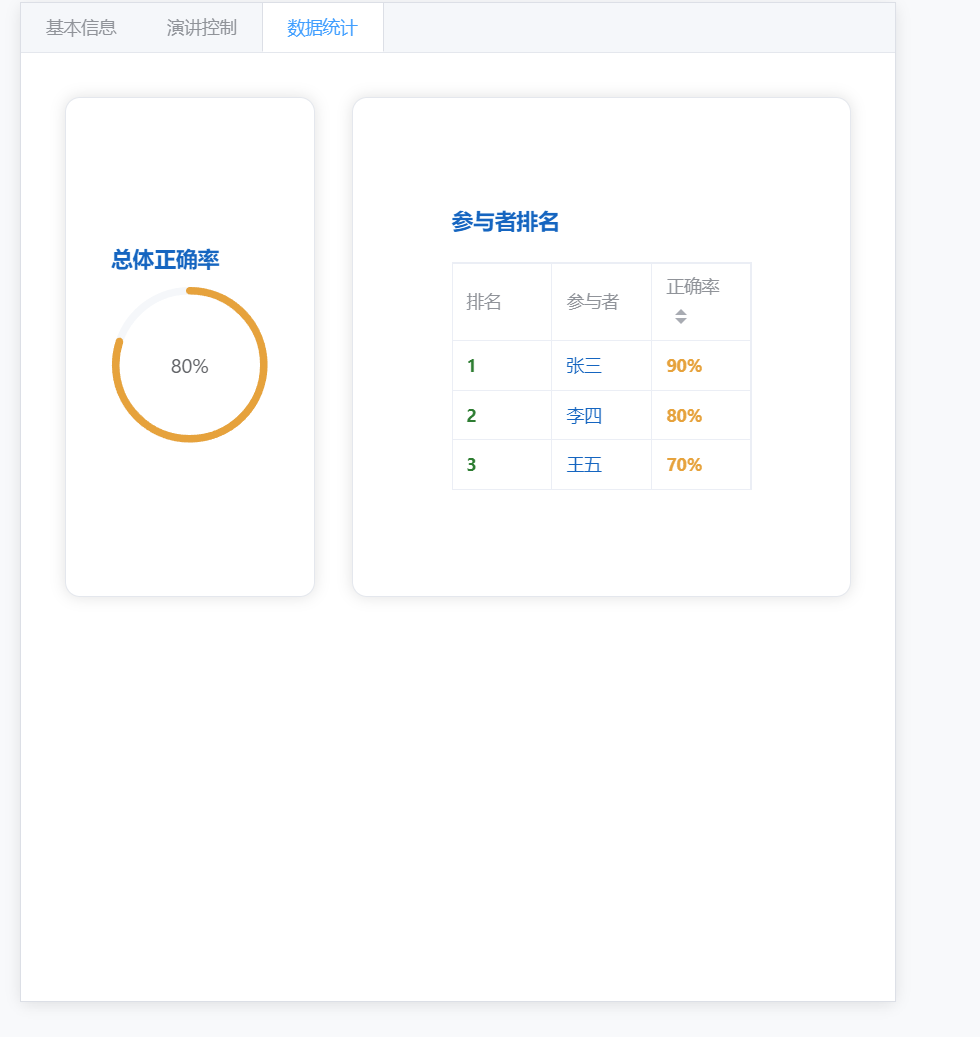 基本信息 演讲控制 数据统计
总体正确率
80%
参与者排名
排名 参与者 正确率
1 张三 90%
2 李四 80%
3 王五 70%